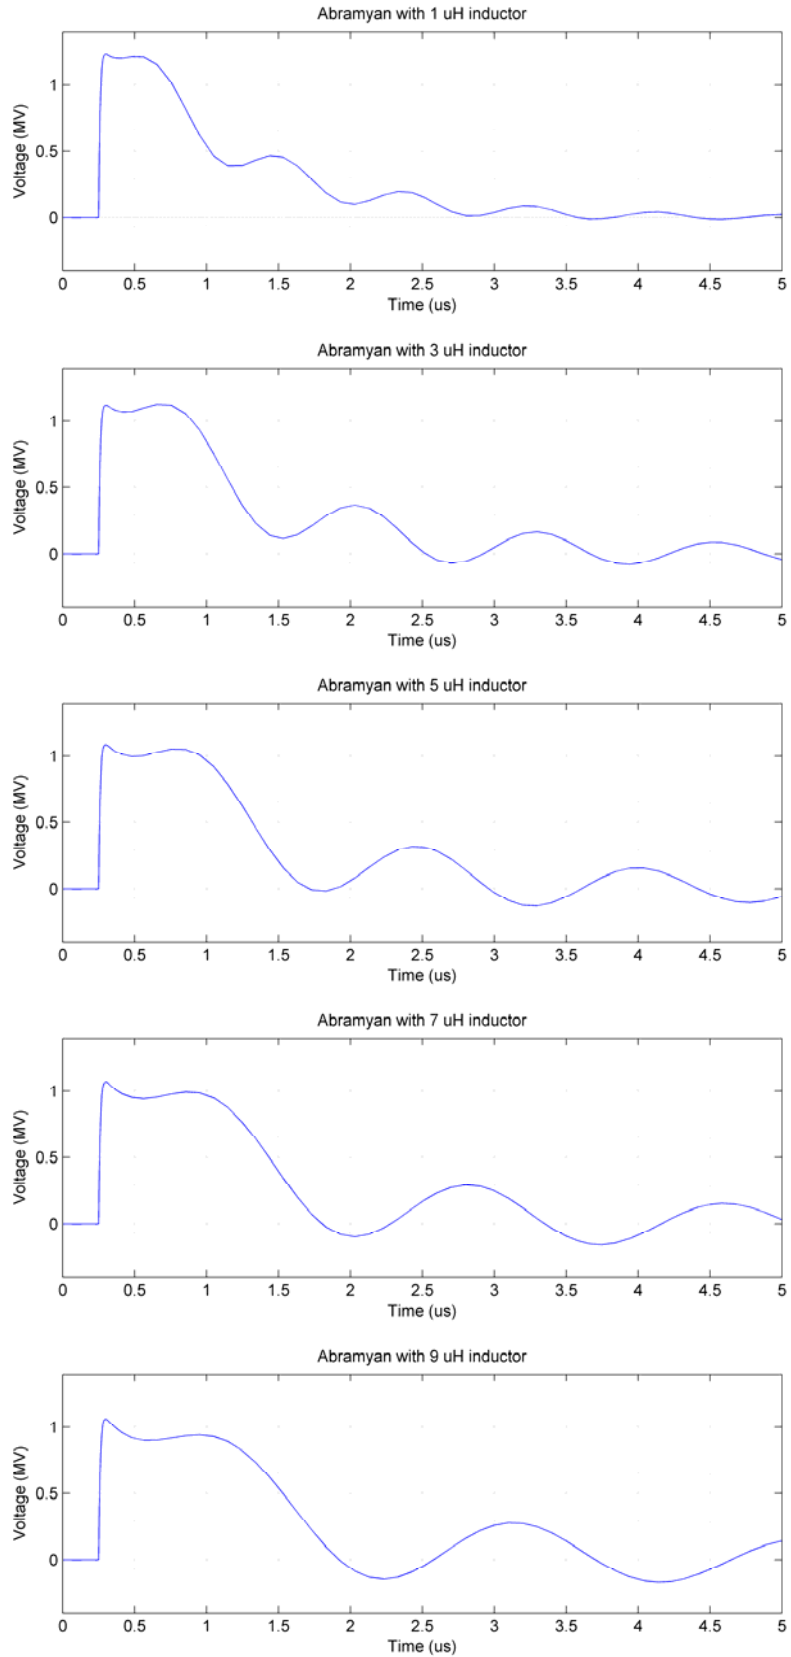 Abramyan with 1 uH inductor
Voltage (MV)
1
0.5
0
0 0.5 1 1.5 2 2.5 3 3.5 4 4.5 5
Time (us)
Abramyan with 3 uH inductor
Voltage (MV)
1
0.5
0
0 0.5 1 1.5 2 2.5 3 3.5 4 4.5 5
Time (us)
Abramyan with 5 uH inductor
Voltage (MV)
1
0.5
0
0 0.5 1 1.5 2 2.5 3 3.5 4 4.5 5
Time (us)
Abramyan with 7 uH inductor
Voltage (MV)
1
0.5
0
0 0.5 1 1.5 2 2.5 3 3.5 4 4.5 5
Time (us)
Abramyan with 9 uH inductor
Voltage (MV)
1
0.5
0
0 0.5 1 1.5 2 2.5 3 3.5 4 4.5 5
Time (us)